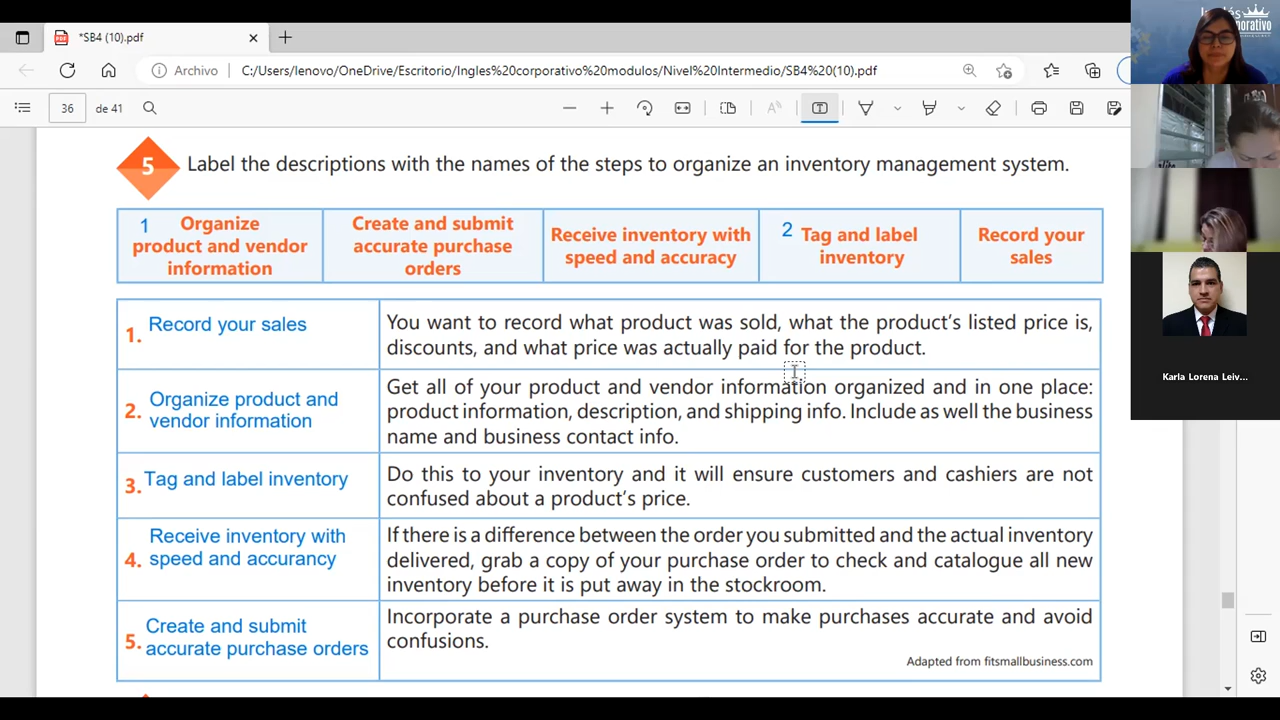 *SB4 (10).pdf
Archivo
C:/Users/lenovo/OneDrive/Escritorio/Ingles%20corporativo%20modulos/Nivel%20Intermedio/SB4%20(10).pdf
36
de 41
5
Label the descriptions with the names of the steps to organize an inventory management system.
1 Organize
product and vendor
information
Create and submit
accurate purchase
orders
Receive inventory with
speed and accuracy
2 Tag and label
inventory
Record your
sales
1. Record your sales
You want to record what product was sold, what the product's listed price is,
discounts, and what price was actually paid for the product.
2. Organize product and
vendor information
Get all of your product and vendor information organized and in one place:
product information, description, and shipping info. Include as well the business
name and business contact info.
3. Tag and label inventory
Do this to your inventory and it will ensure customers and cashiers are not
confused about a product's price.
4. Receive inventory with
speed and accurancy
If there is a difference between the order you submitted and the actual inventory
delivered, grab a copy of your purchase order to check and catalogue all new
inventory before it is put away in the stockroom.
5. Create and submit
accurate purchase orders
Incorporate a purchase order system to make purchases accurate and avoid
confusions.
Adapted from fitsmallbusiness.com
Karla Lorena Leiv...